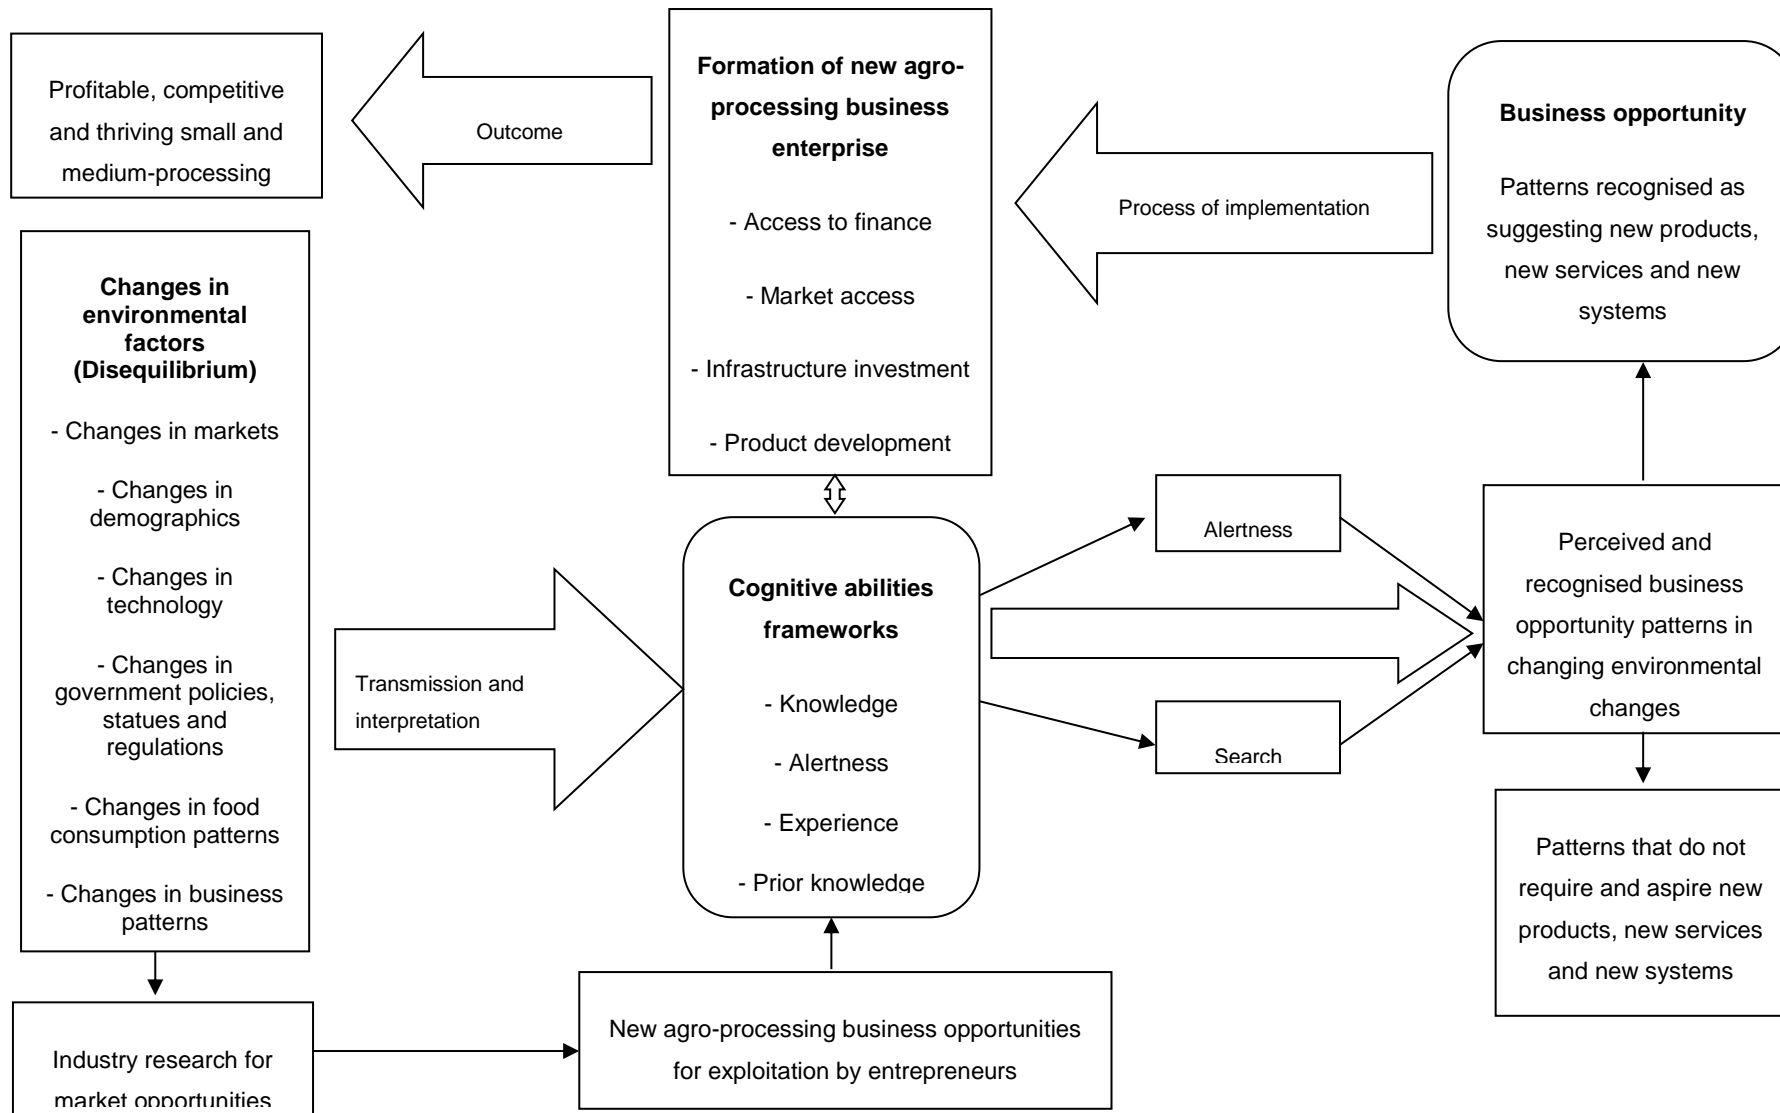 Profitable, competitive
and thriving small and
medium-processing
Outcome
Formation of new agro-
processing business
enterprise
- Access to finance
- Market access
- Infrastructure investment
- Product development
Process of implementation
Business opportunity
Patterns recognised as
suggesting new products,
new services and new
systems
Changes in
environmental
factors
(Disequilibrium)
- Changes in markets
- Changes in
demographics
- Changes in
technology
- Changes in
government policies,
statues and
regulations
- Changes in food
consumption patterns
- Changes in business
patterns
Transmission and
interpretation
Cognitive abilities
frameworks
- Knowledge
- Alertness
- Experience
- Prior knowledge
Alertness
Search
Perceived and
recognised business
opportunity patterns in
changing environmental
changes
Patterns that do not
require and aspire new
products, new services
and new systems
Industry research for
market opportunities
New agro-processing business opportunities
for exploitation by entrepreneurs